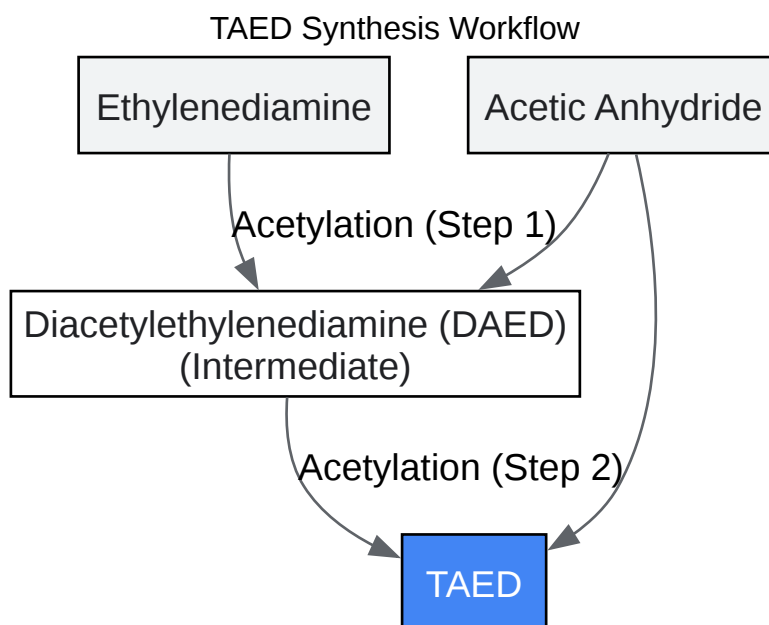 TAED Synthesis Workflow
Ethylenediamine
Acetic Anhydride
Acetylation (Step 1)
Diacetylethylenediamine (DAED)
(Intermediate)
Acetylation (Step 2)
TAED